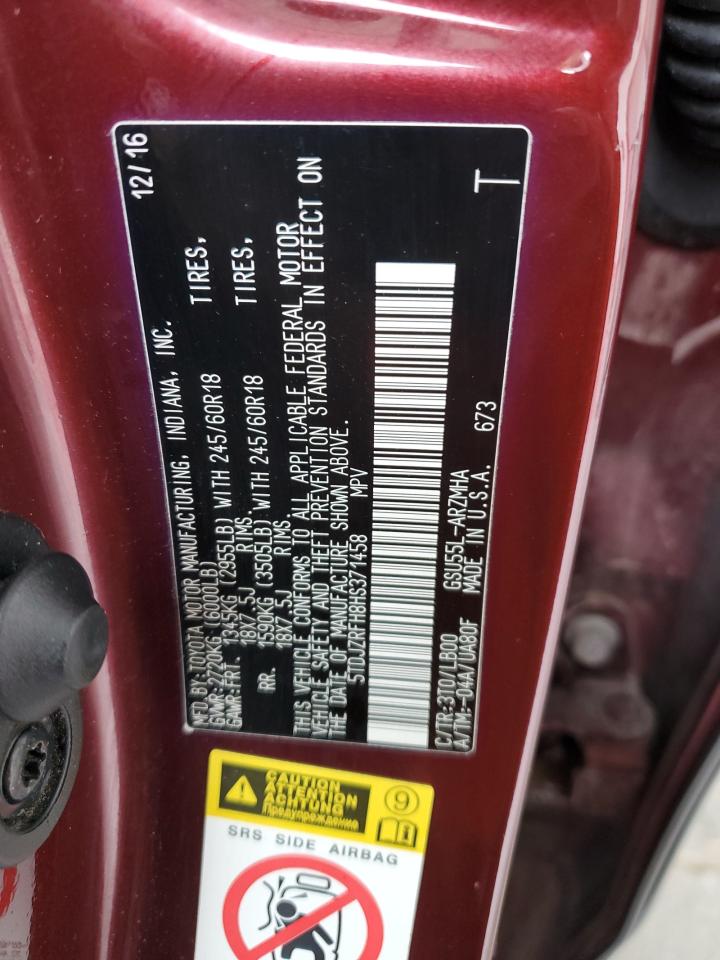 MFD.BY:TOYOTA MOTOR MANUFACTURING, INDIANA, INC. 12/16
GVWR:2720KG (6000LB)
GAWR:FRT. 1345KG (2955LB) WITH 245/60R18 TIRES,
18X7.5J RIMS.
RR. 1590KG (3505LB) WITH 245/60R18 TIRES,
18X7.5J RIMS
THIS VEHICLE CONFORMS TO ALL APPLICABLE FEDERAL MOTOR
VEHICLE SAFETY AND THEFT PREVENTION STANDARDS IN EFFECT ON
THE DATE OF MANUFACTURE SHOWN ABOVE.
5TDJZRFH8HS371458 MPV
C/TR:3T0/LB00 GSU55L-ARZMHA
A/TM:-04A/UA80F MADE IN U.S.A. 673
T
CAUTION
ATTENTION
ACHTUNG
Предупреждение
9
SRS SIDE AIRBAG